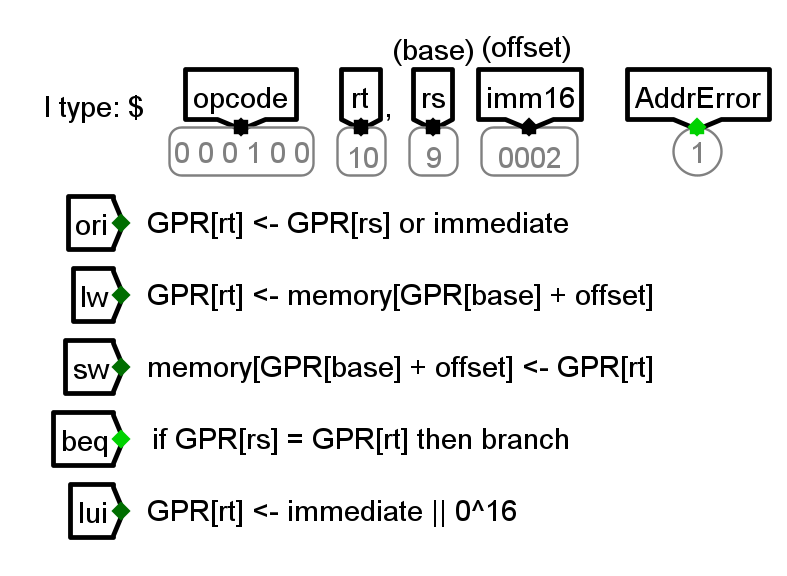 (base) (offset)
I type: $ opcode rt , rs imm16 AddrError
0 0 0 1 0 0 10 9 0002 1
ori GPR[rt] <- GPR[rs] or immediate
lw GPR[rt] <- memory[GPR[base] + offset]
sw memory[GPR[base] + offset] <- GPR[rt]
beq if GPR[rs] = GPR[rt] then branch
lui GPR[rt] <- immediate || 0^16